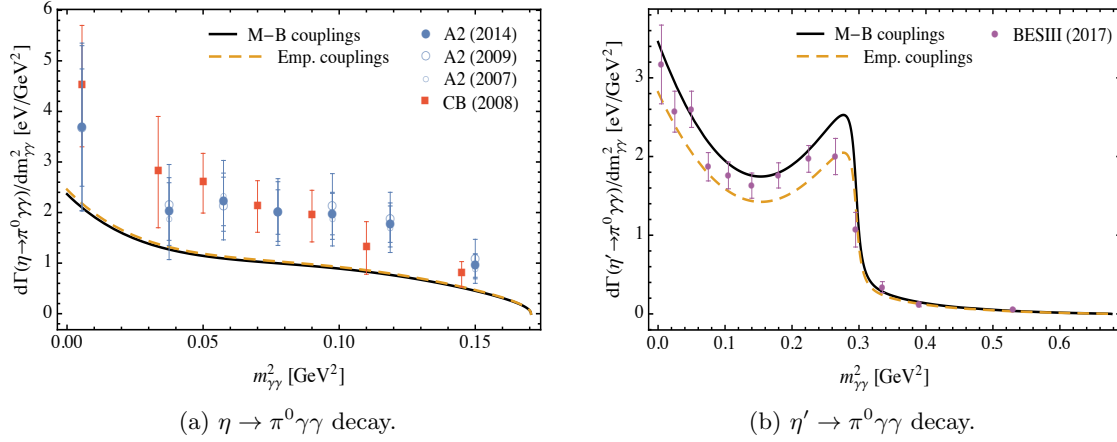 6
5
4
3
2
1
0
dΓ(η→π⁰γγ)/dm²γγ [eV/GeV²]
M−B couplings
Emp. couplings
A2 (2014)
A2 (2009)
A2 (2007)
CB (2008)
0.00 0.05 0.10 0.15
m²γγ [GeV²]
(a) η → π⁰γγ decay.
3
2
1
0
dΓ(η′→π⁰γγ)/dm²γγ [eV/GeV²]
M−B couplings
Emp. couplings
BESIII (2017)
0.0 0.1 0.2 0.3 0.4 0.5 0.6
m²γγ [GeV²]
(b) η′ → π⁰γγ decay.